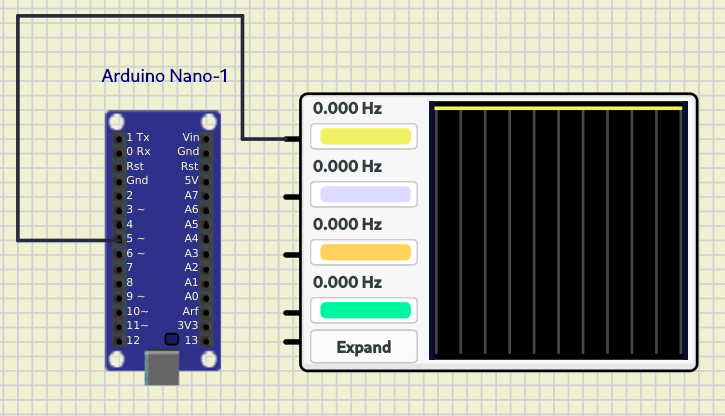 Arduino Nano-1
1 Tx Vin
0 Rx Gnd
Rst Rst
Gnd 5V
2 A7
3 ~ A6
4 A5
5 ~ A4
6 ~ A3
7 A2
8 A1
9 ~ A0
10~ Arf
11~ 3V3
12 13
0.000 Hz
0.000 Hz
0.000 Hz
0.000 Hz
Expand